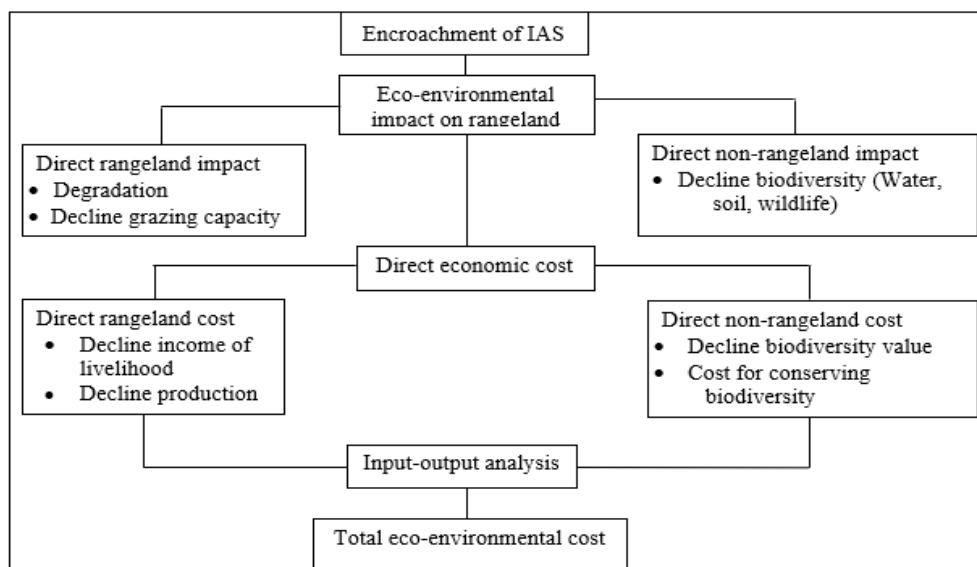 Encroachment of IAS
Eco-environmental
impact on rangeland
Direct rangeland impact
• Degradation
• Decline grazing capacity
Direct non-rangeland impact
• Decline biodiversity (Water,
soil, wildlife)
Direct economic cost
Direct rangeland cost
• Decline income of
livelihood
• Decline production
Direct non-rangeland cost
• Decline biodiversity value
• Cost for conserving
biodiversity
Input-output analysis
Total eco-environmental cost